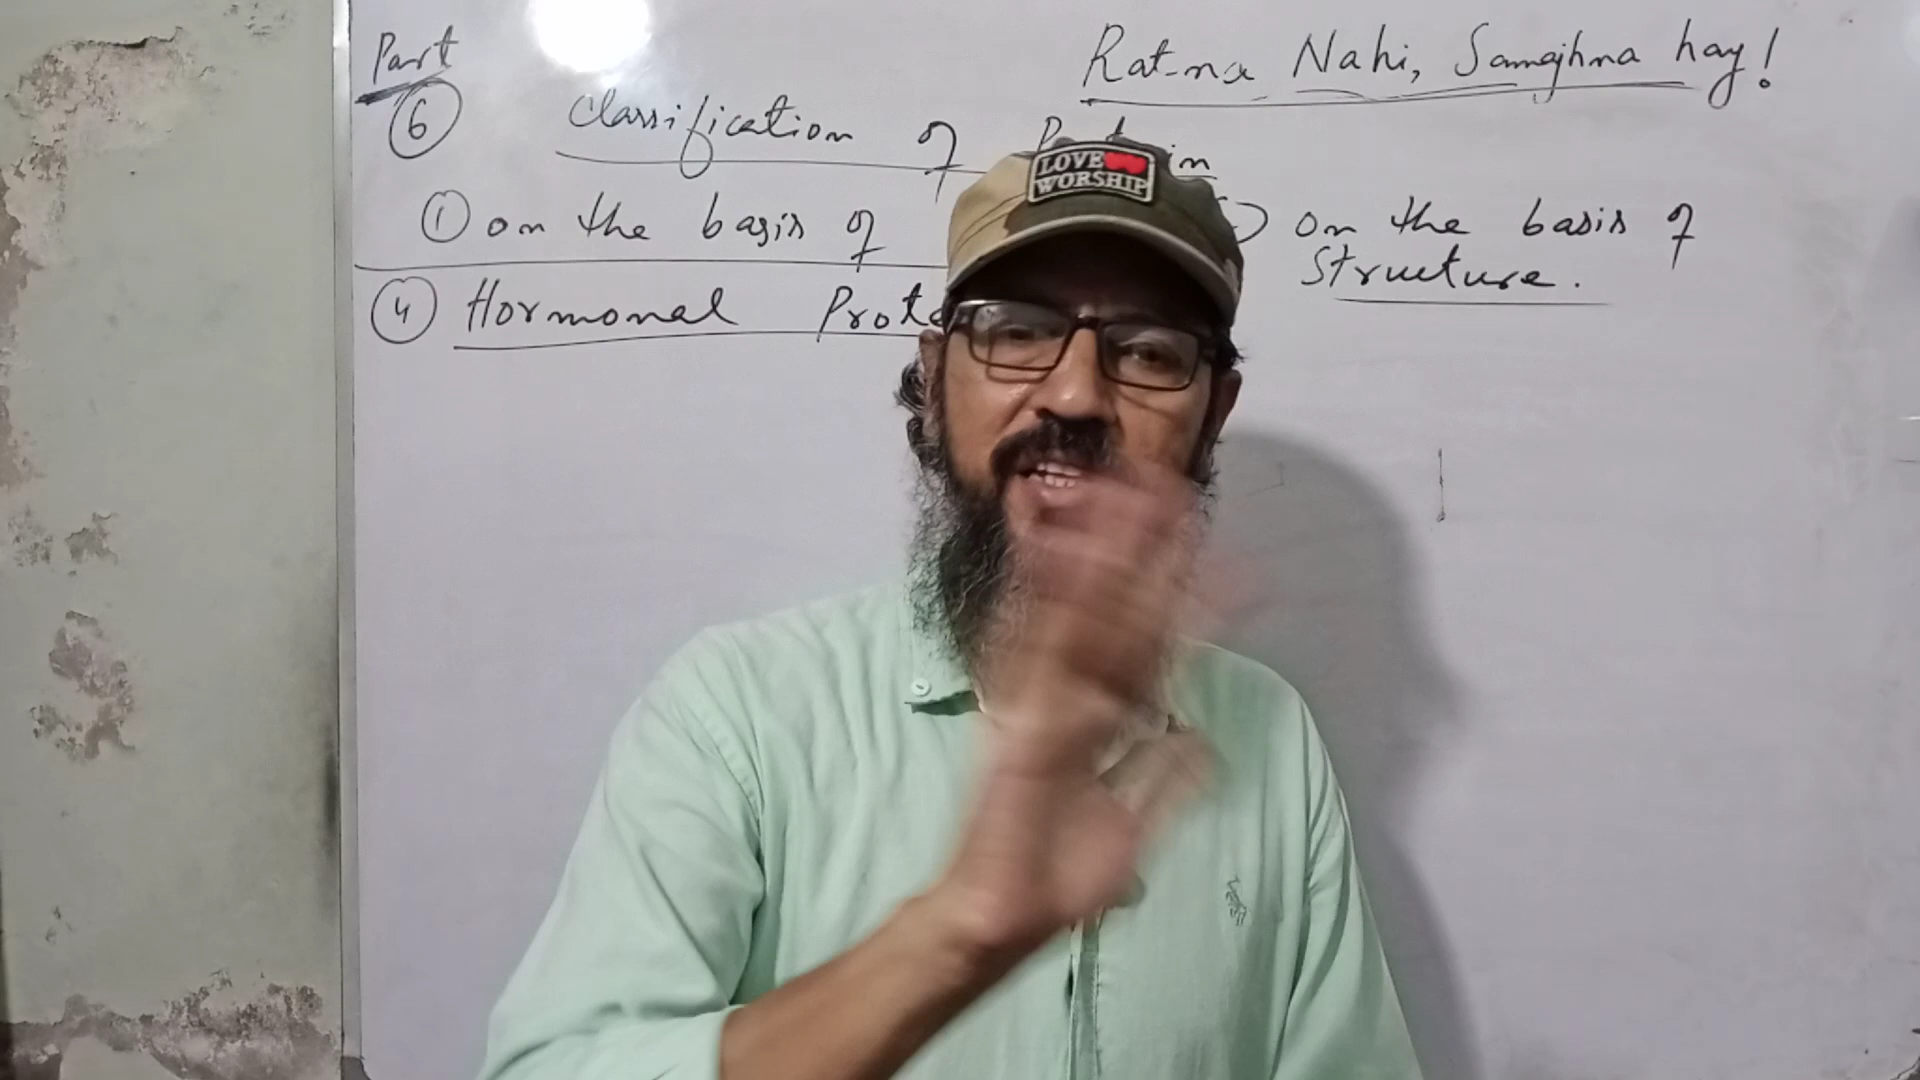 Part
Rat-na Nahi, Samajhna hay!
6 Classification of
1 on the basis of
on the basis of
Structure.
4 Hormonal
LOVE
WORSHIP